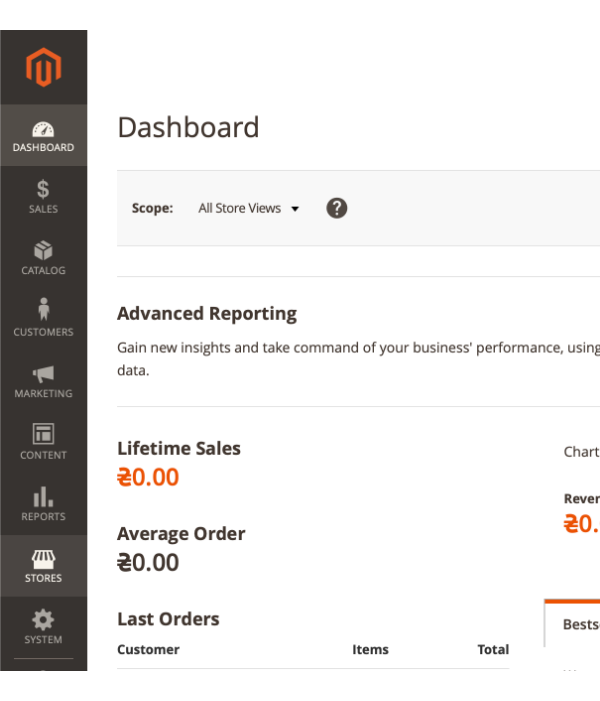 Dashboard
DASHBOARD
SALES
CATALOG
CUSTOMERS
MARKETING
CONTENT
REPORTS
STORES
SYSTEM
Scope: All Store Views ?
Advanced Reporting
Gain new insights and take command of your business' performance, using
data.
Lifetime Sales
₴0.00
Average Order
₴0.00
Last Orders
Customer Items Total
Chart
₴0.